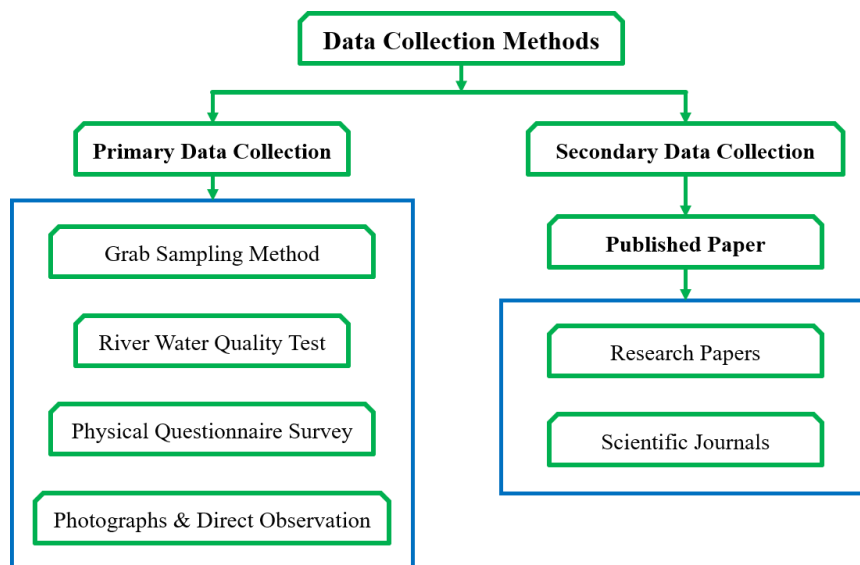 Data Collection Methods
Primary Data Collection
Secondary Data Collection
Grab Sampling Method
River Water Quality Test
Physical Questionnaire Survey
Photographs & Direct Observation
Published Paper
Research Papers
Scientific Journals